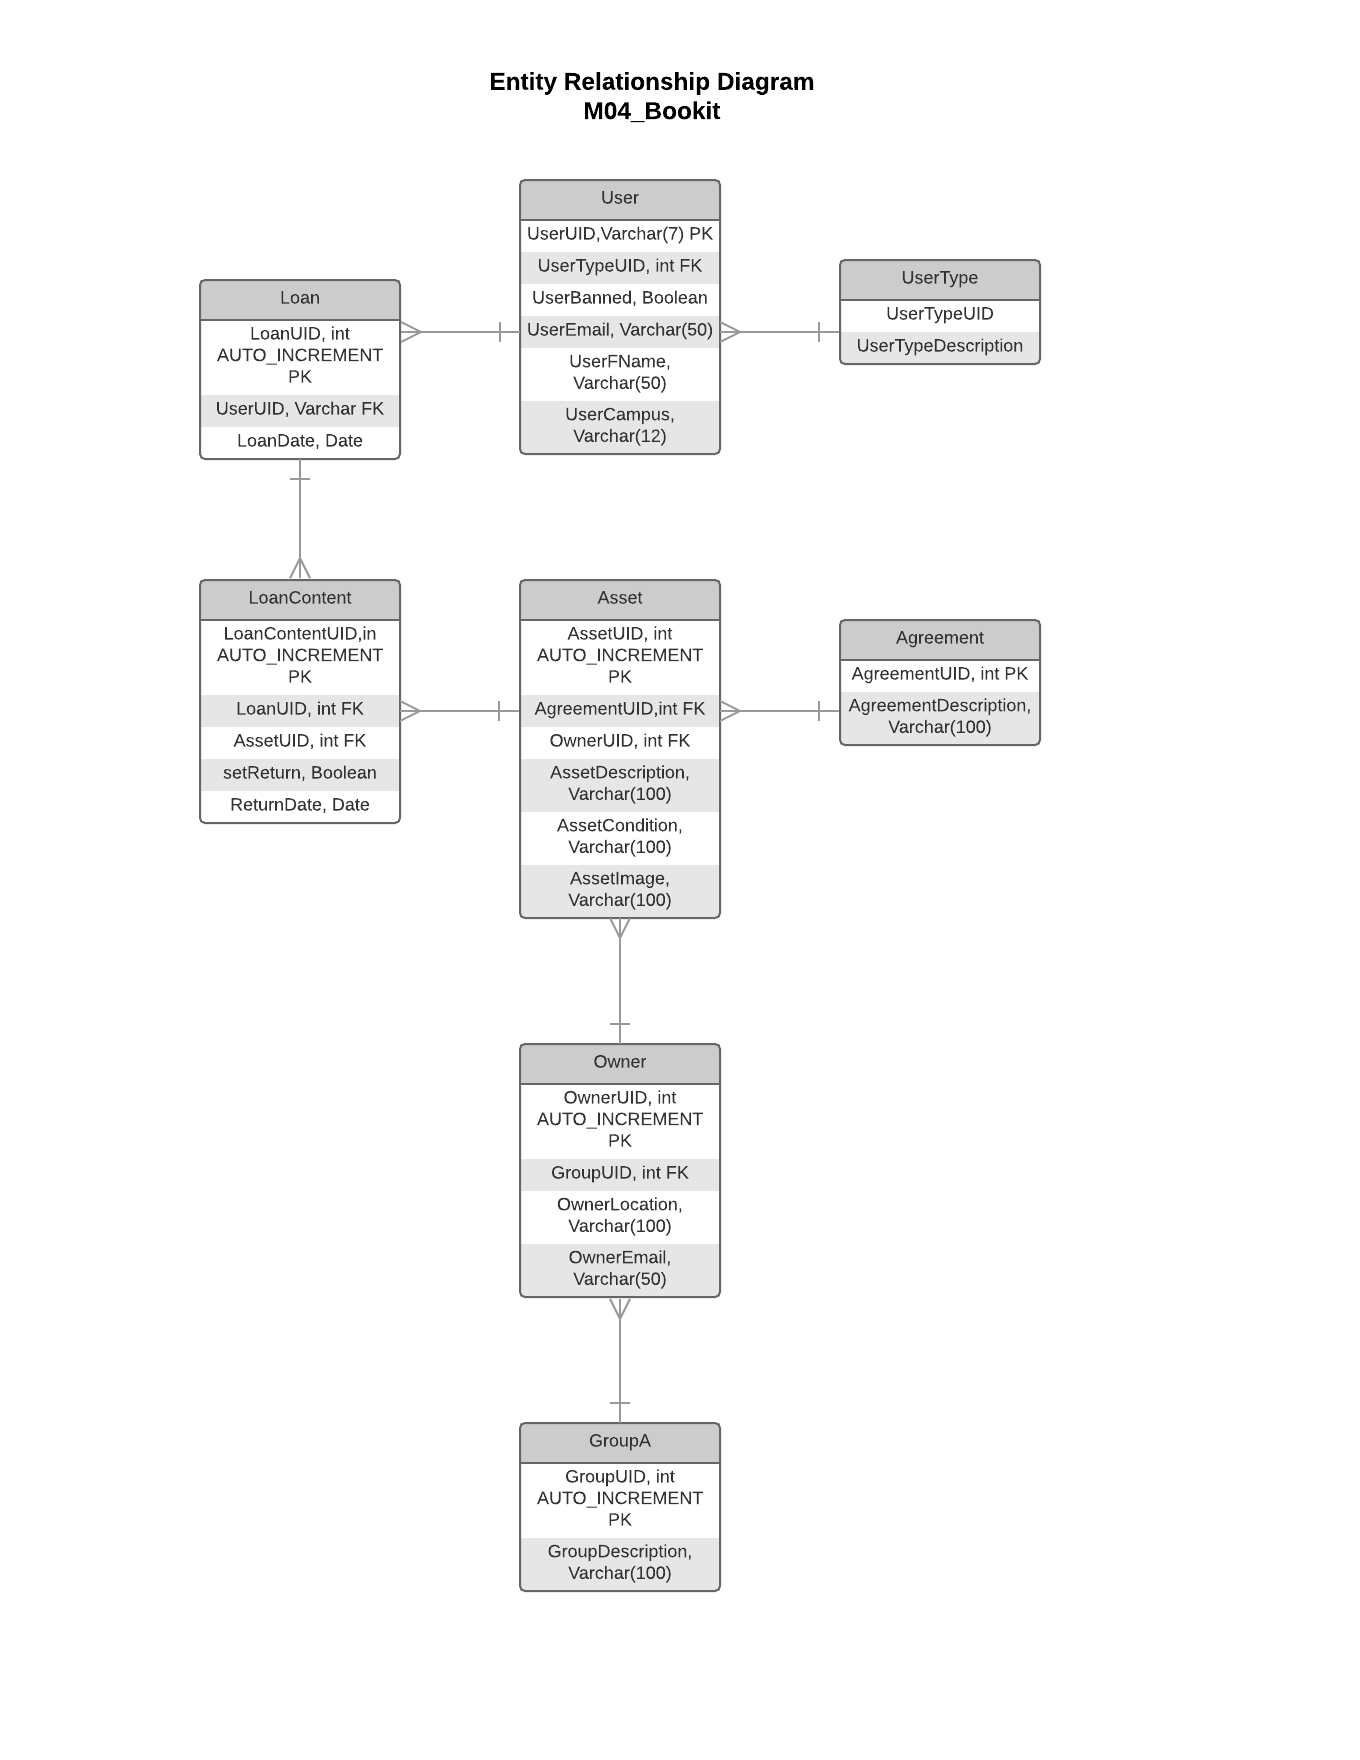 Entity Relationship Diagram
M04_Bookit
User
UserUID,Varchar(7) PK
UserTypeUID, int FK
UserBanned, Boolean
UserEmail, Varchar(50)
UserFName,
Varchar(50)
UserCampus,
Varchar(12)
UserType
UserTypeUID
UserTypeDescription
Loan
LoanUID, int
AUTO_INCREMENT
PK
UserUID, Varchar FK
LoanDate, Date
LoanContent
LoanContentUID,in
AUTO_INCREMENT
PK
LoanUID, int FK
AssetUID, int FK
setReturn, Boolean
ReturnDate, Date
Asset
AssetUID, int
AUTO_INCREMENT
PK
AgreementUID,int FK
OwnerUID, int FK
AssetDescription,
Varchar(100)
AssetCondition,
Varchar(100)
AssetImage,
Varchar(100)
Agreement
AgreementUID, int PK
AgreementDescription,
Varchar(100)
Owner
OwnerUID, int
AUTO_INCREMENT
PK
GroupUID, int FK
OwnerLocation,
Varchar(100)
OwnerEmail,
Varchar(50)
GroupA
GroupUID, int
AUTO_INCREMENT
PK
GroupDescription,
Varchar(100)